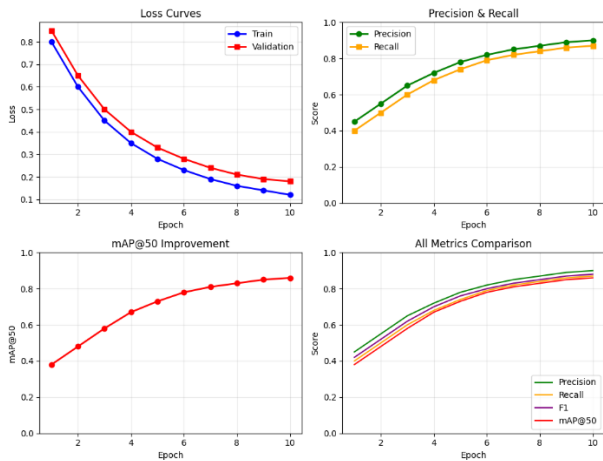 Loss Curves
Train
Validation
Loss
0.8
0.7
0.6
0.5
0.4
0.3
0.2
0.1
2
4
6
8
10
Epoch
Precision & Recall
Precision
Recall
Score
1.0
0.8
0.6
0.4
0.2
0.0
2
4
6
8
10
Epoch
mAP@50 Improvement
mAP@50
1.0
0.8
0.6
0.4
0.2
0.0
2
4
6
8
10
Epoch
All Metrics Comparison
Score
1.0
0.8
0.6
0.4
0.2
0.0
Precision
Recall
F1
mAP@50
2
4
6
8
10
Epoch